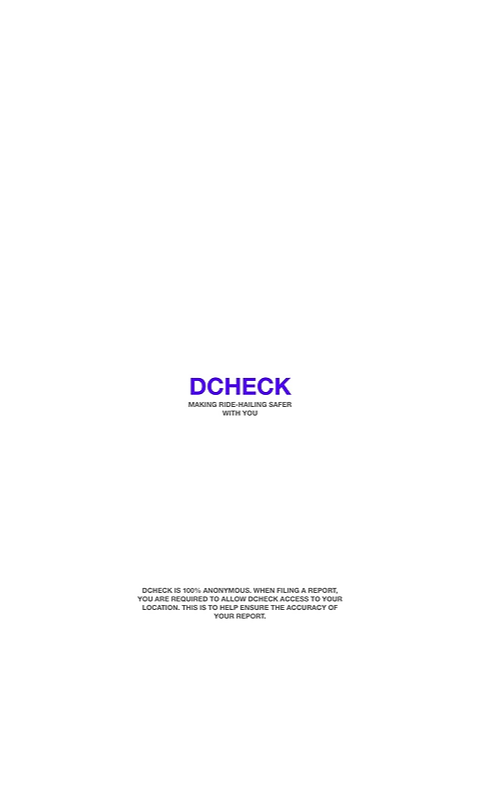 DCHECK
MAKING RIDE-HAILING SAFER
WITH YOU
DCHECK IS 100% ANONYMOUS. WHEN FILING A REPORT,
YOU ARE REQUIRED TO ALLOW DCHECK ACCESS TO YOUR
LOCATION. THIS IS TO HELP ENSURE THE ACCURACY OF
YOUR REPORT.